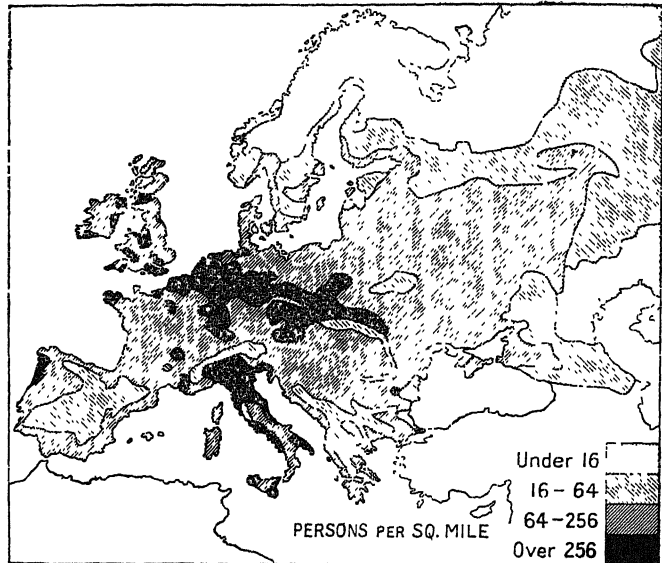 Under 16
16-64
64-256
PERSONS PER SQ. MILE
Over 256